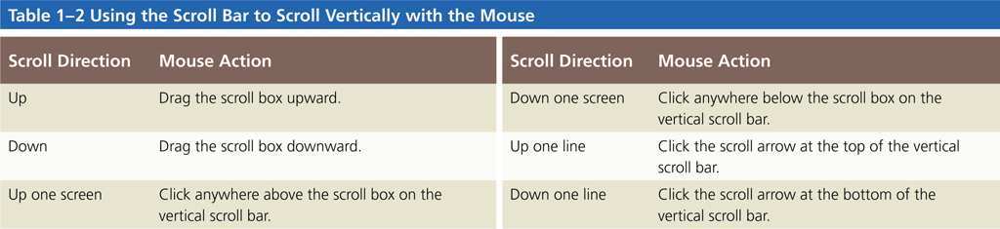 Table 1–2 Using the Scroll Bar to Scroll Vertically with the Mouse
Scroll Direction Mouse Action
Up Drag the scroll box upward.
Down Drag the scroll box downward.
Up one screen Click anywhere above the scroll box on the
vertical scroll bar.
Scroll Direction Mouse Action
Down one screen Click anywhere below the scroll box on the
vertical scroll bar.
Up one line Click the scroll arrow at the top of the vertical
scroll bar.
Down one line Click the scroll arrow at the bottom of the
vertical scroll bar.